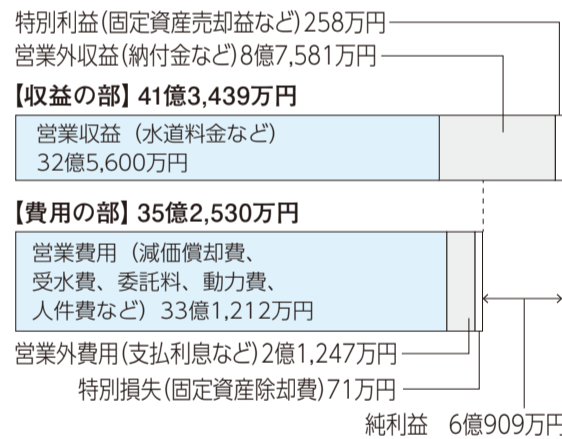 特別利益(固定資産売却益など)258万円
営業外収益(納付金など)8億7,581万円
【収益の部】41億3,439万円
営業収益（水道料金など）
32億5,600万円
【費用の部】35億2,530万円
営業費用（減価償却費、
受水費、委託料、動力費、
人件費など）33億1,212万円
営業外費用(支払利息など)2億1,247万円
特別損失(固定資産除却費)71万円
純利益　6億909万円